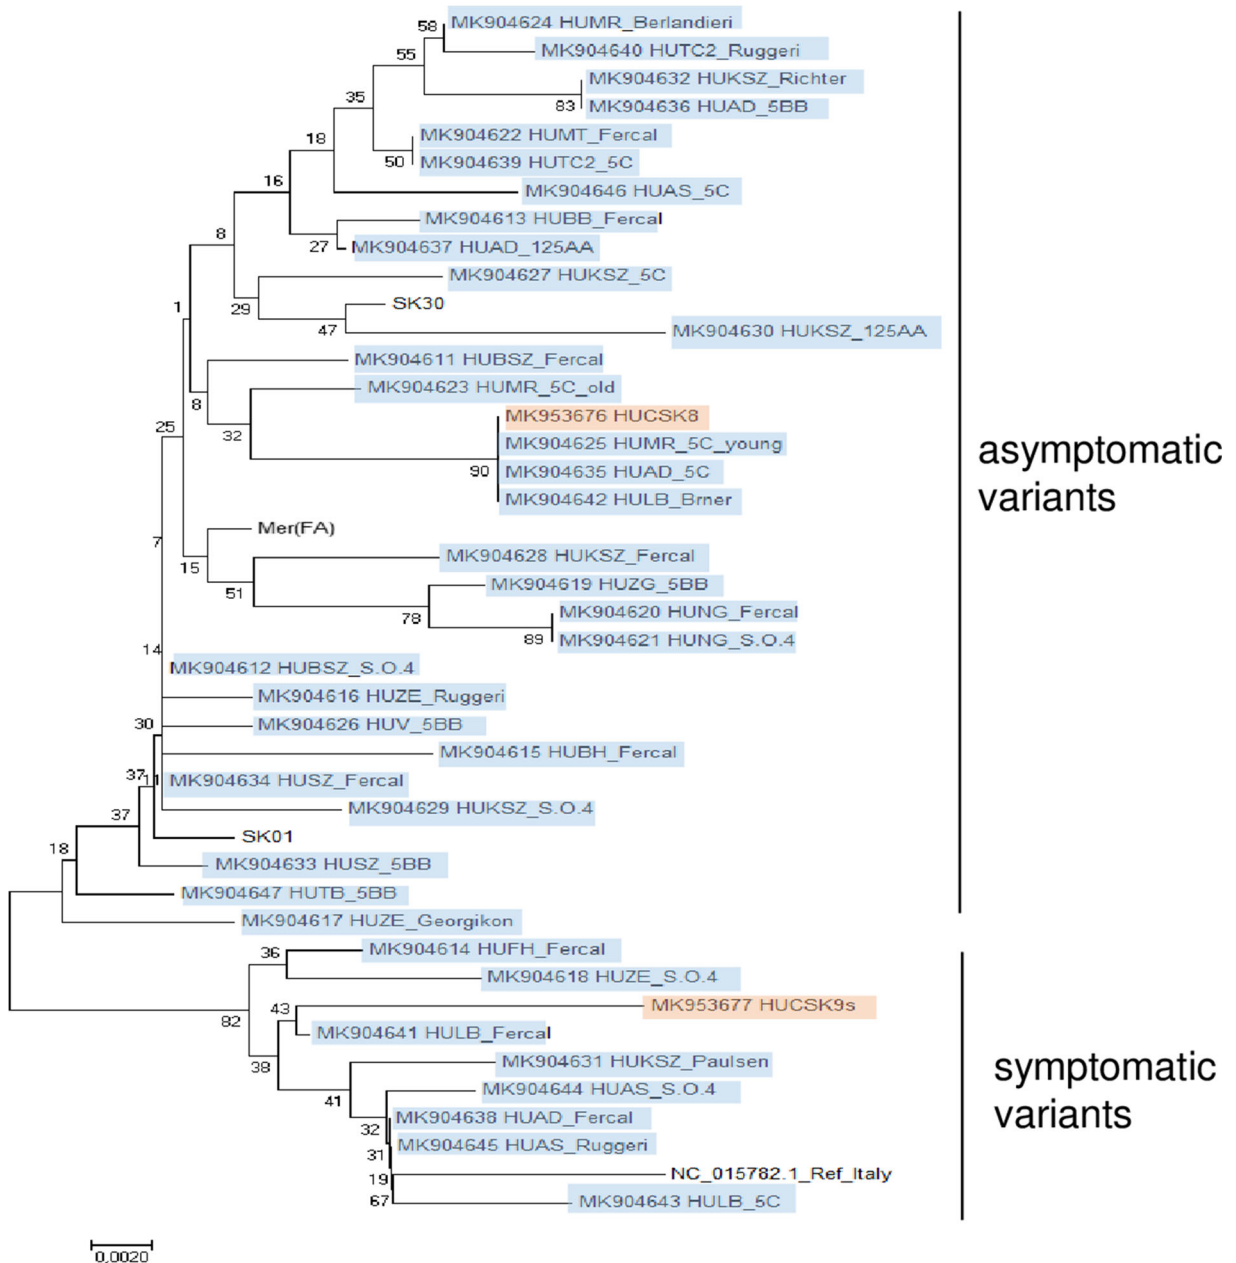 58
MK904624 HUMR_Berlandieri
55
MK904640 HUTC2_Ruggeri
MK904632 HUKSZ_Richter
35
83
MK904636 HUAD_5BB
18
MK904622 HUMT_Fercal
50
MK904639 HUTC2_5C
16
MK904646 HUAS_5C
MK904613 HUBB_Fercal
8
27
MK904637 HUAD_125AA
MK904627 HUKSZ_5C
1
29
SK30
47
MK904630 HUKSZ_125AA
MK904611 HUBSZ_Fercal
MK904623 HUMR_5C_old
8
MK953676 HUCSK8
25
32
MK904625 HUMR_5C_young
asymptomatic
variants
90
MK904635 HUAD_5C
MK904642 HULB_Brner
Mer(FA)
7
15
MK904628 HUKSZ_Fercal
51
MK904619 HUZG_5BB
78
MK904620 HUNG_Fercal
89
MK904621 HUNG_S.O.4
14
MK904612 HUBSZ_S.O.4
MK904616 HUZE_Ruggeri
30
MK904626 HUV_5BB
MK904615 HUBH_Fercal
37
11
MK904634 HUSZ_Fercal
37
MK904629 HUKSZ_S.O.4
SK01
18
MK904633 HUSZ_5BB
MK904647 HUTB_5BB
MK904617 HUZE_Georgikon
36
MK904614 HUFH_Fercal
MK904618 HUZE_S.O.4
43
MK953677 HUCSK9s
82
MK904641 HULB_Fercal
38
MK904631 HUKSZ_Paulsen
symptomatic
variants
41
MK904644 HUAS_S.O.4
MK904638 HUAD_Fercal
32
MK904645 HUAS_Ruggeri
31
NC_015782.1_Ref_Italy
19
67
MK904643 HULB_5C
0,0020